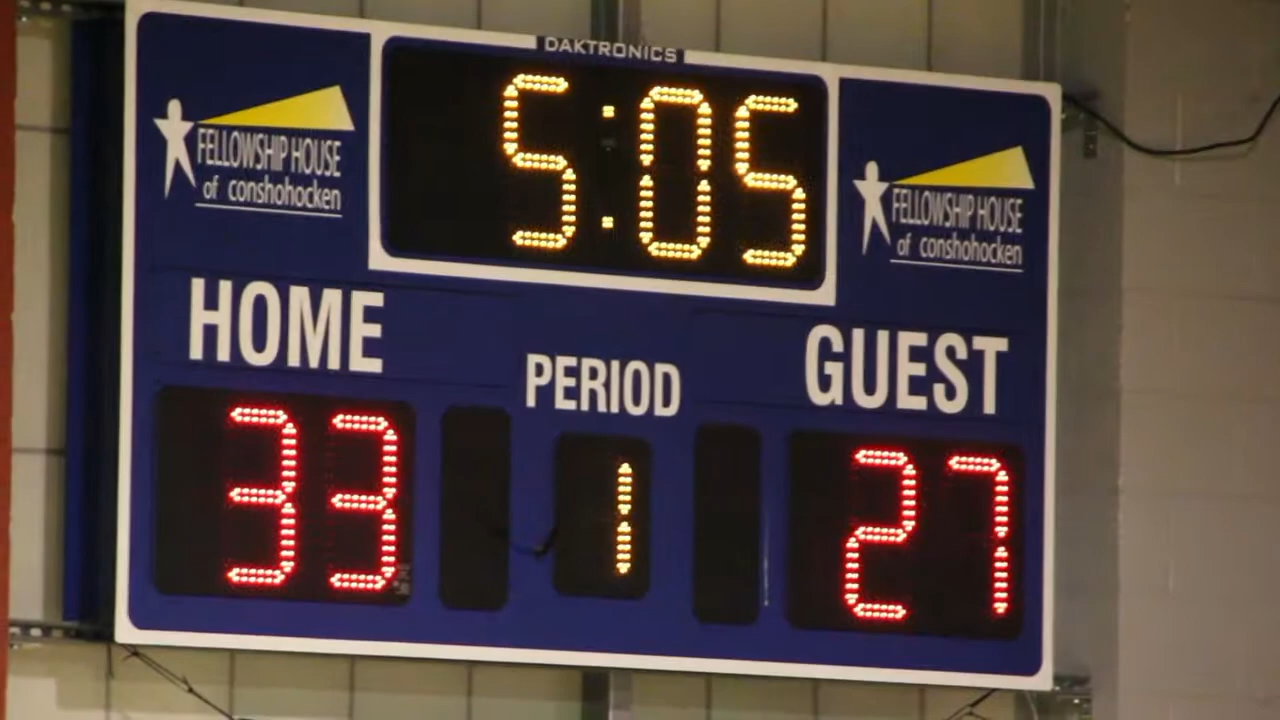 DAKTRONICS
5:05
FELLOWSHIP HOUSE
of conshohocken
FELLOWSHIP HOUSE
of conshohocken
HOME
PERIOD
GUEST
33
1
27